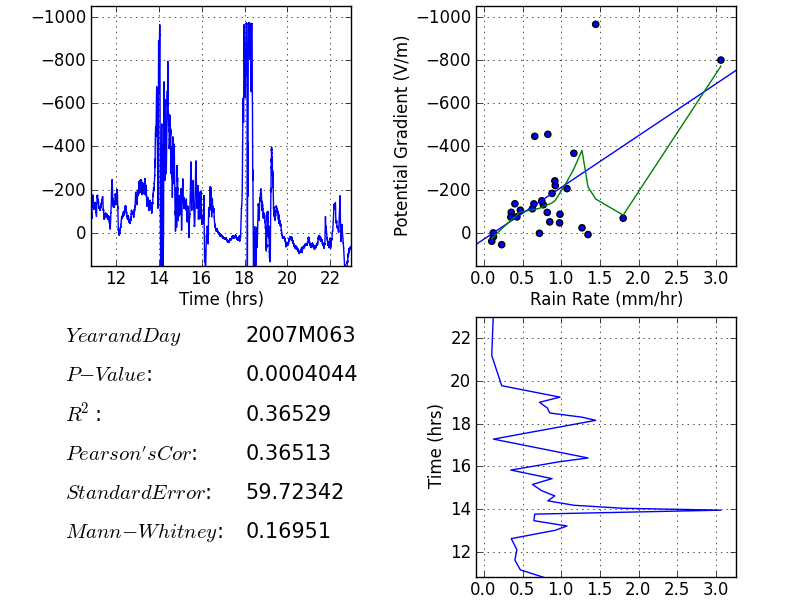 −1000
−800
−600
−400
−200
0
12 14 16 18 20 22
Time (hrs)
Potential Gradient (V/m)
−1000
−800
−600
−400
−200
0
0.0 0.5 1.0 1.5 2.0 2.5 3.0
Rain Rate (mm/hr)
YearandDay 2007M063
P−Value: 0.0004044
R²: 0.36529
Pearson'sCor: 0.36513
StandardError: 59.72342
Mann−Whitney: 0.16951
Time (hrs)
22
20
18
16
14
12
0.0 0.5 1.0 1.5 2.0 2.5 3.0